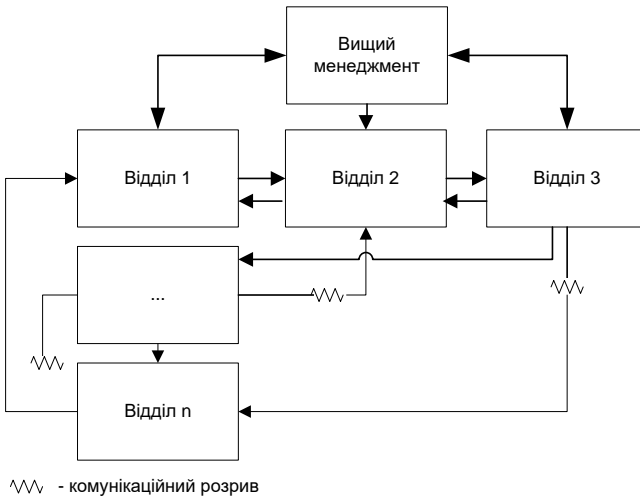 Вищий
менеджмент
Відділ 1
Відділ 2
Відділ 3
...
Відділ n
- комунікаційний розрив